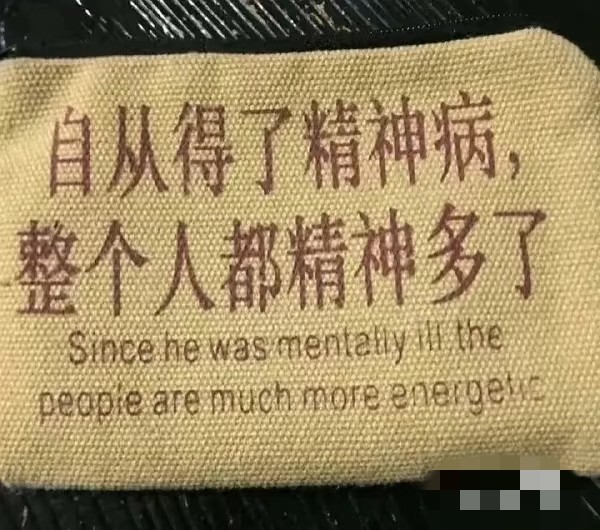 自从得了精神病，
整个人都精神多了
Since he was mentally ill the
people are much more energetic